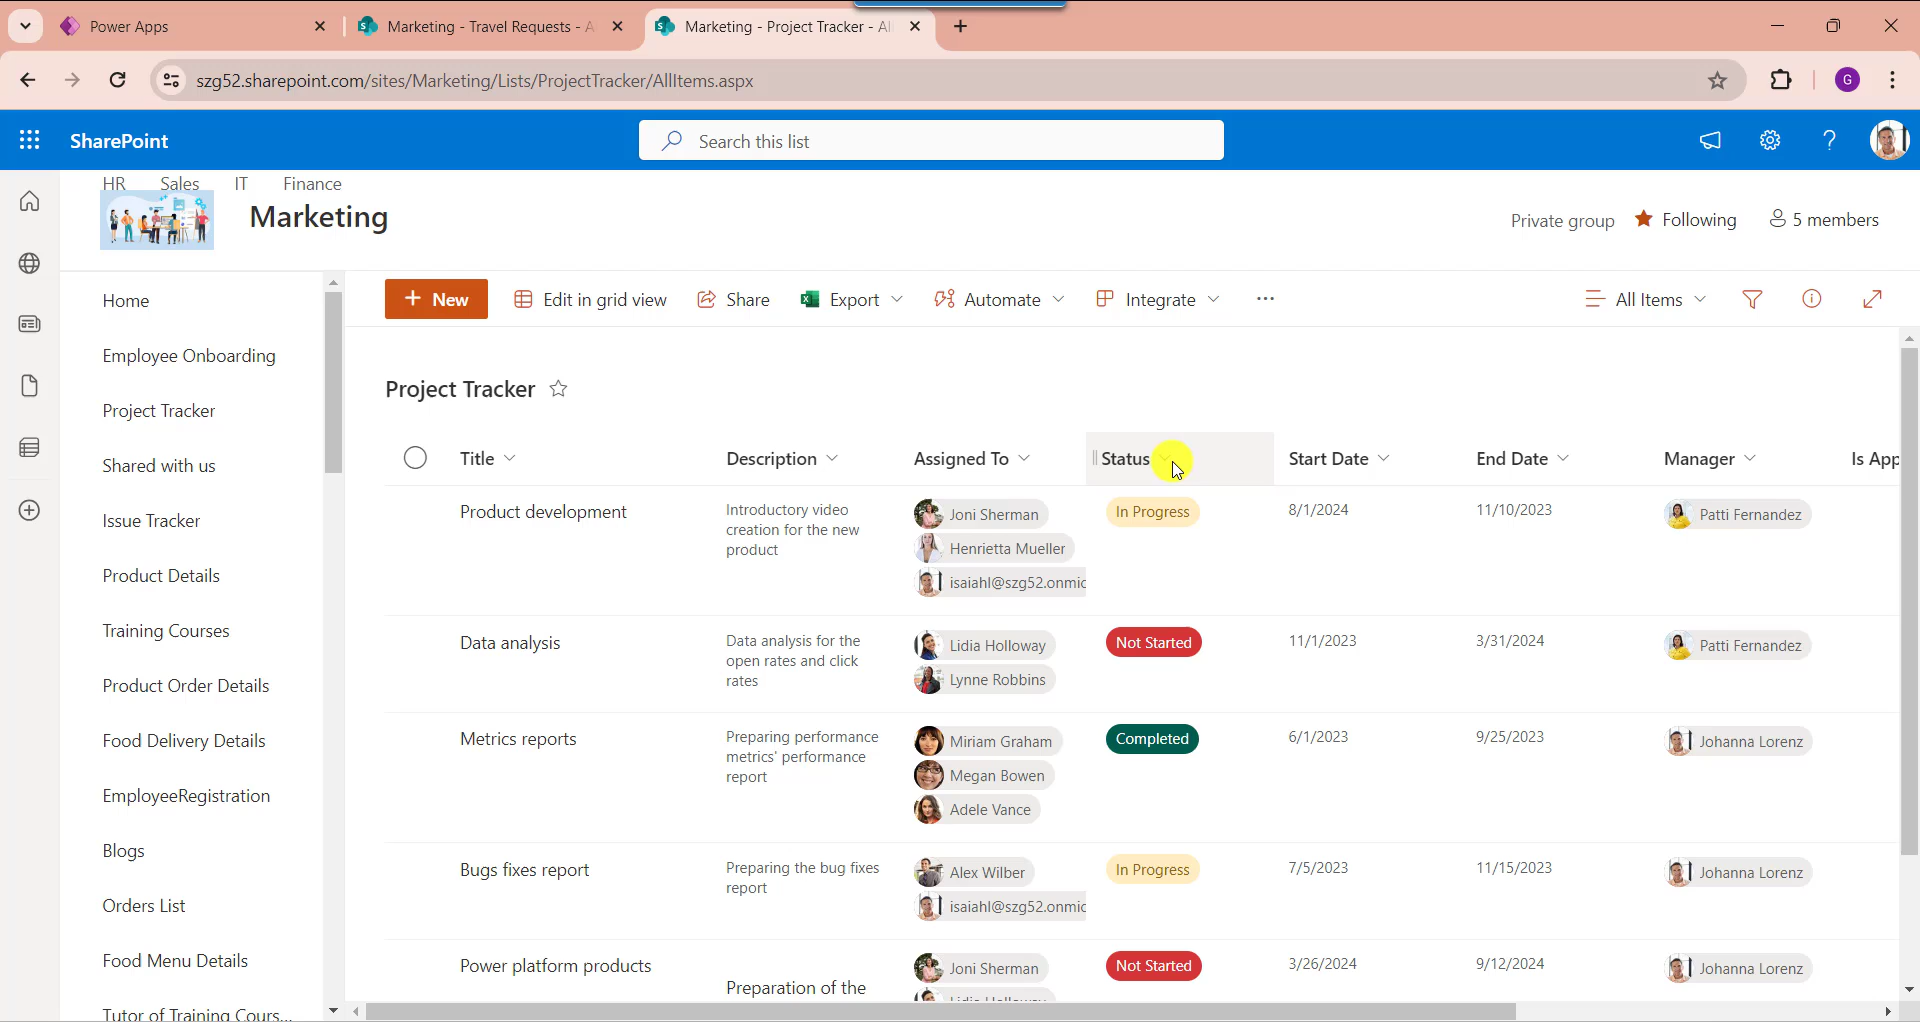 Power Apps
Marketing - Travel Requests - A
Marketing - Project Tracker - Al
szg52.sharepoint.com/sites/Marketing/Lists/ProjectTracker/AllItems.aspx
G
SharePoint
Search this list
HR Sales IT Finance
Marketing
Private group Following 5 members
Home
Employee Onboarding
Project Tracker
Shared with us
Issue Tracker
Product Details
Training Courses
Product Order Details
Food Delivery Details
EmployeeRegistration
Blogs
Orders List
Food Menu Details
Tutor of Training Cours...
+ New Edit in grid view Share Export Automate Integrate ... All Items
Project Tracker
Title Description Assigned To Status Start Date End Date Manager Is App
Product development
Introductory video
creation for the new
product
Joni Sherman
Henrietta Mueller
isaiahl@szg52.onmic
In Progress
8/1/2024
11/10/2023
Patti Fernandez
Data analysis
Data analysis for the
open rates and click
rates
Lidia Holloway
Lynne Robbins
Not Started
11/1/2023
3/31/2024
Patti Fernandez
Metrics reports
Preparing performance
metrics' performance
report
Miriam Graham
Megan Bowen
Adele Vance
Completed
6/1/2023
9/25/2023
Johanna Lorenz
Bugs fixes report
Preparing the bug fixes
report
Alex Wilber
isaiahl@szg52.onmic
In Progress
7/5/2023
11/15/2023
Johanna Lorenz
Power platform products
Preparation of the
Joni Sherman
Lidia Holloway
Not Started
3/26/2024
9/12/2024
Johanna Lorenz